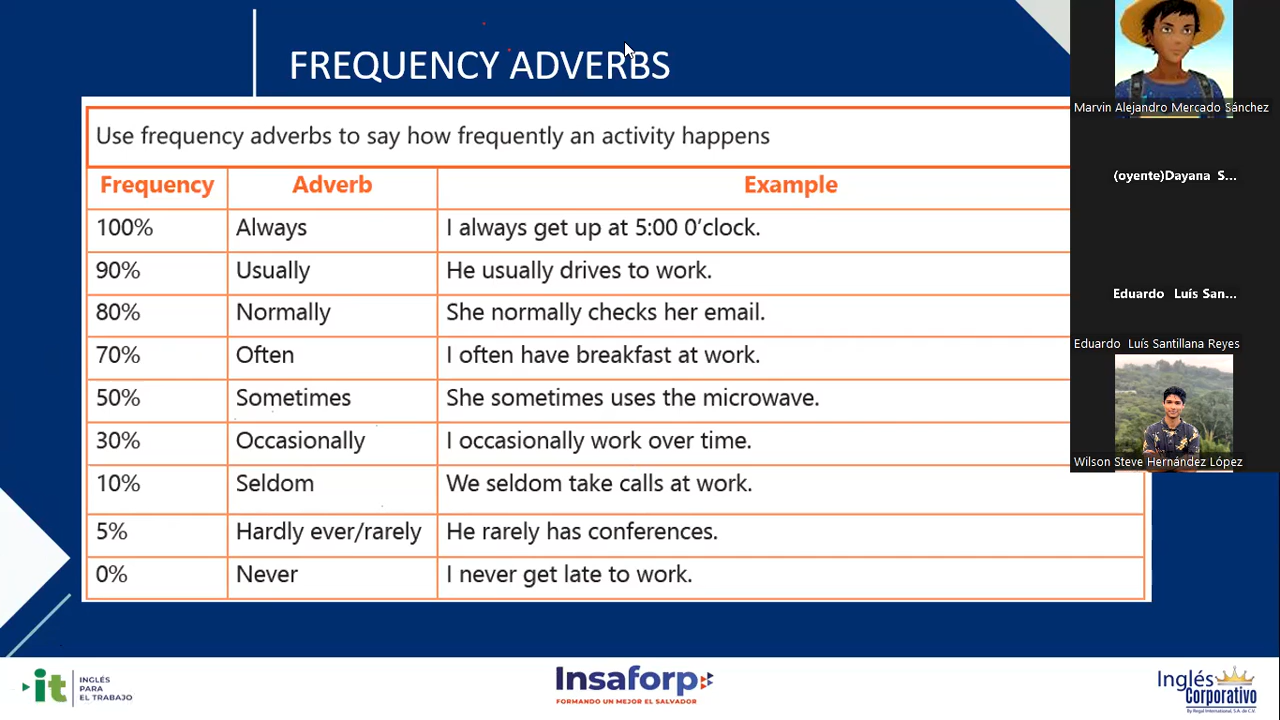 FREQUENCY ADVERBS
Use frequency adverbs to say how frequently an activity happens
Frequency Adverb Example
100% Always I always get up at 5:00 0’clock.
90% Usually He usually drives to work.
80% Normally She normally checks her email.
70% Often I often have breakfast at work.
50% Sometimes She sometimes uses the microwave.
30% Occasionally I occasionally work over time.
10% Seldom We seldom take calls at work.
5% Hardly ever/rarely He rarely has conferences.
0% Never I never get late to work.
Marvin Alejandro Mercado Sánchez
(oyente)Dayana S...
Eduardo Luís San...
Eduardo Luís Santillana Reyes
Wilson Steve Hernández López
it INGLÉS
PARA
EL TRABAJO
Insaforp
FORMANDO UN MEJOR EL SALVADOR
Inglés
Corporativo
By Regal International, S.A. de C.V.